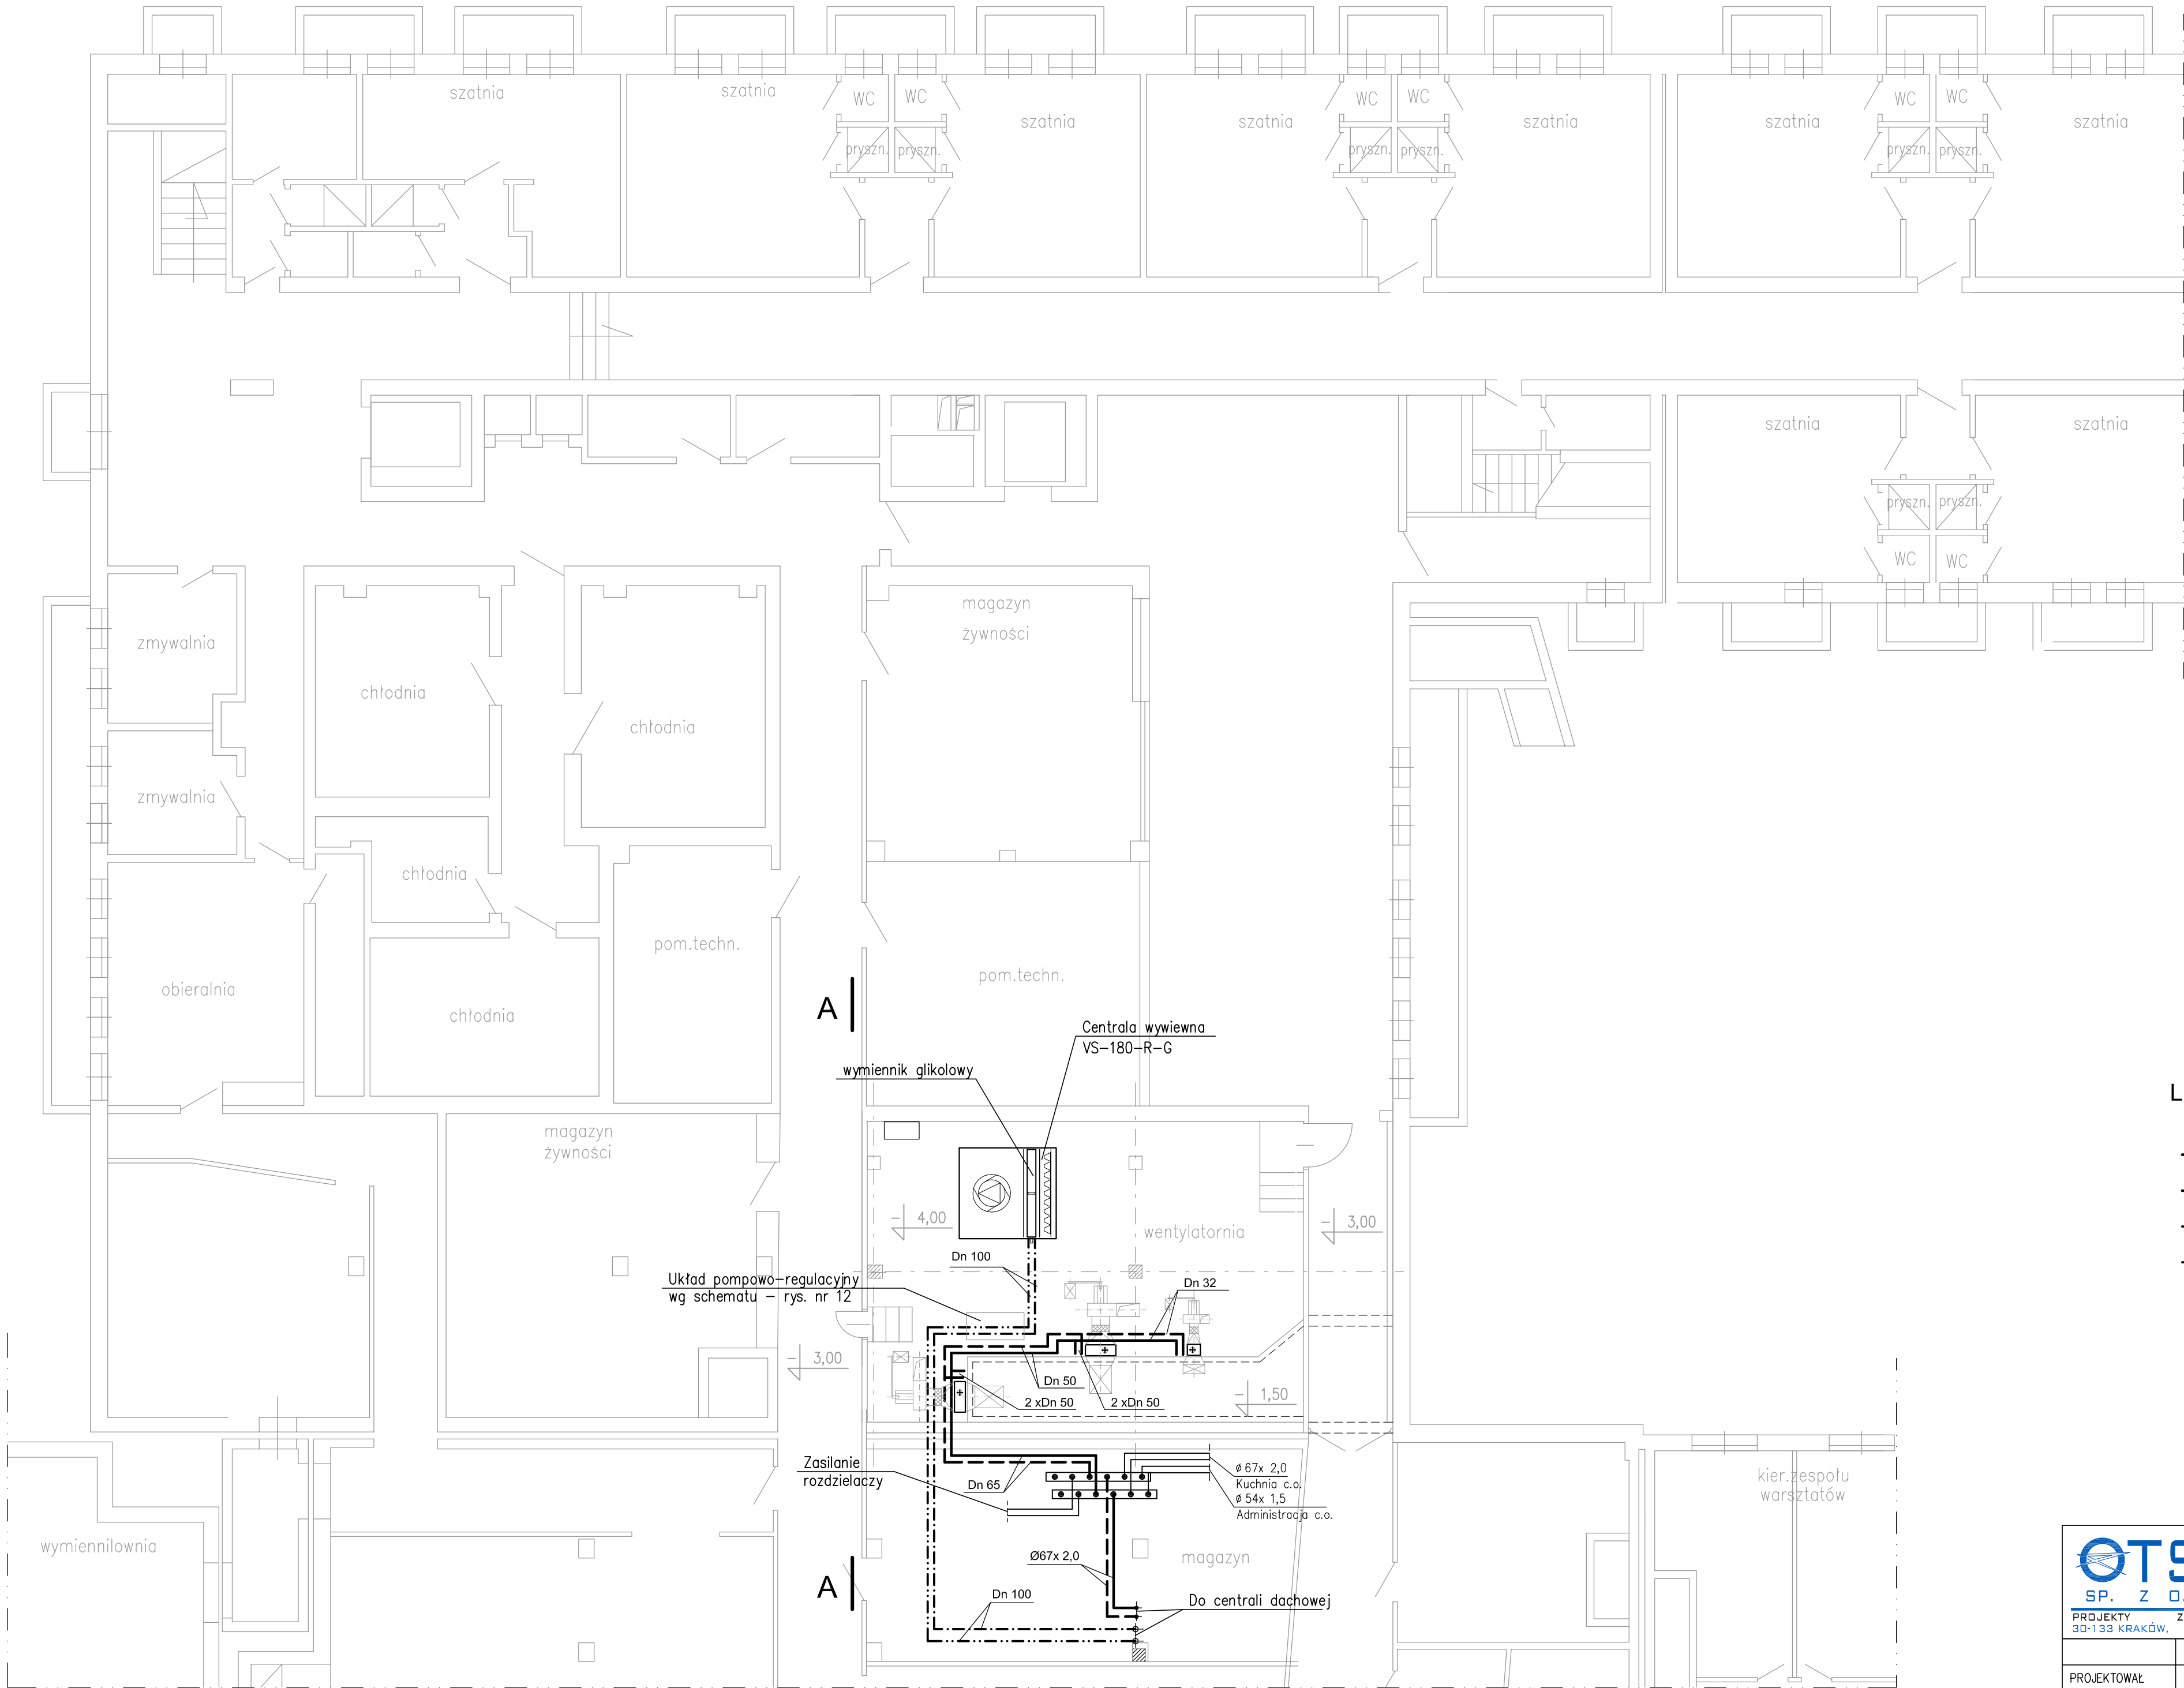 szatnia
szatnia
WC
WC
szatnia
szatnia
WC
WC
szatnia
szatnia
WC
WC
szatnia
pryszn.
pryszn.
pryszn.
pryszn.
pryszn.
pryszn.
szatnia
szatnia
pryszn.
pryszn.
WC
WC
magazyn
żywności
zmywalnia
chłodnia
chłodnia
zmywalnia
chłodnia
pom.techn.
pom.techn.
obieralnia
chłodnia
A
Centrala wywiewna
VS-180-R-G
wymiennik glikolowy
L
magazyn
żywności
- 4,00
wentylatornia
- 3,00
Dn 100
Układ pompowo-regulacyjny
wg schematu - rys. nr 12
Dn 32
- 3,00
Dn 50
2 xDn 50
2 xDn 50
- 1,50
Zasilanie
rozdzielaczy
Dn 65
ø 67x 2,0
Kuchnia c.o.
ø 54x 1,5
Administracja c.o.
kier.zespołu
warsztatów
wymiennilownia
Ø67x 2,0
magazyn
A
Dn 100
Do centrali dachowej
OTS
SP. Z O.
PROJEKTY Z
30-133 KRAKÓW,
PROJEKTOWAŁ